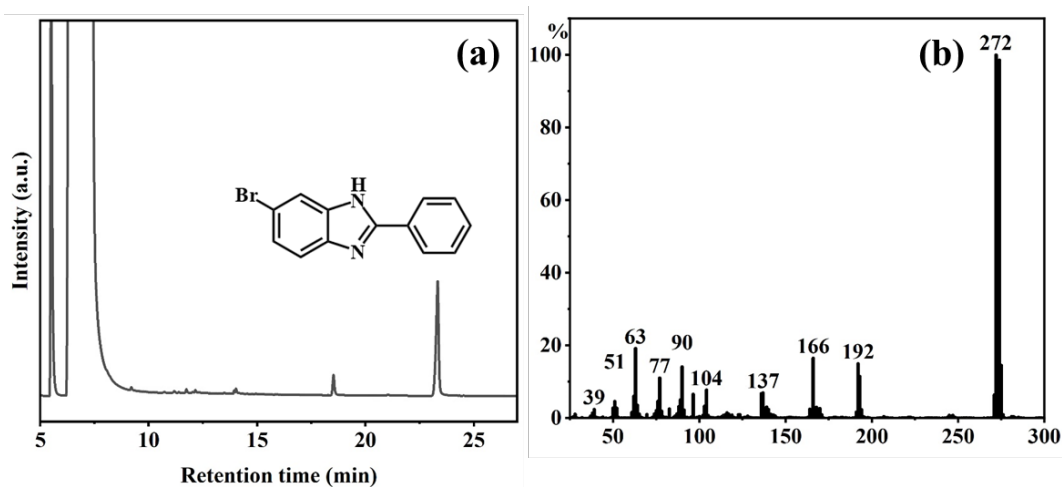 (a)
Intensity (a.u.)
Br
H
N
N
5 10 15 20 25
Retention time (min)
(b)
%
272
100
80
60
40
20
0
39
51
63
77
90
104
137
166
192
50 100 150 200 250 300